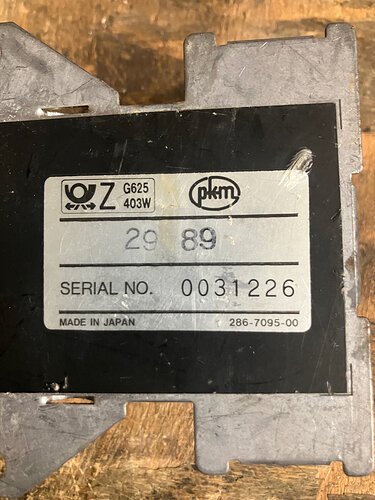 Z G625
403W
pkm
29 89
SERIAL NO. 0031226
MADE IN JAPAN 286-7095-00